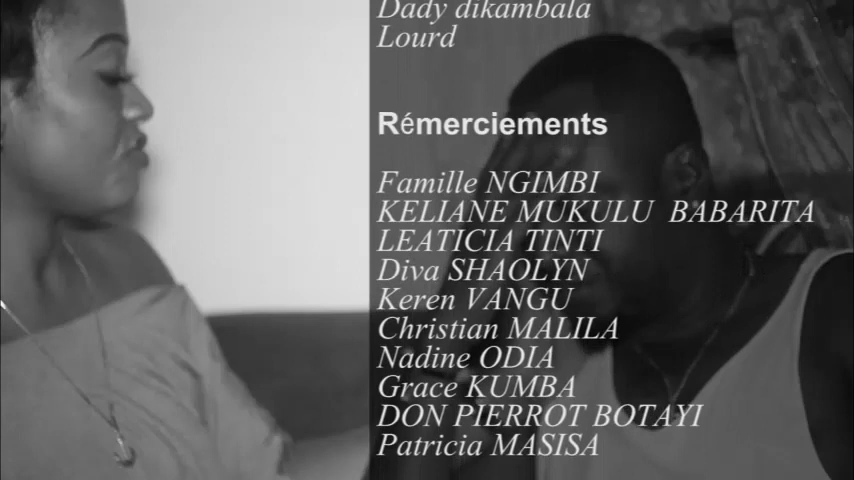 Dady dikambala
Lourd
Rémerciements
Famille NGIMBI
KELIANE MUKULU BABARITA
LEATICIA TINTI
Diva SHAOLYN
Keren VANGU
Christian MALILA
Nadine ODIA
Grace KUMBA
DON PIERROT BOTAYI
Patricia MASISA